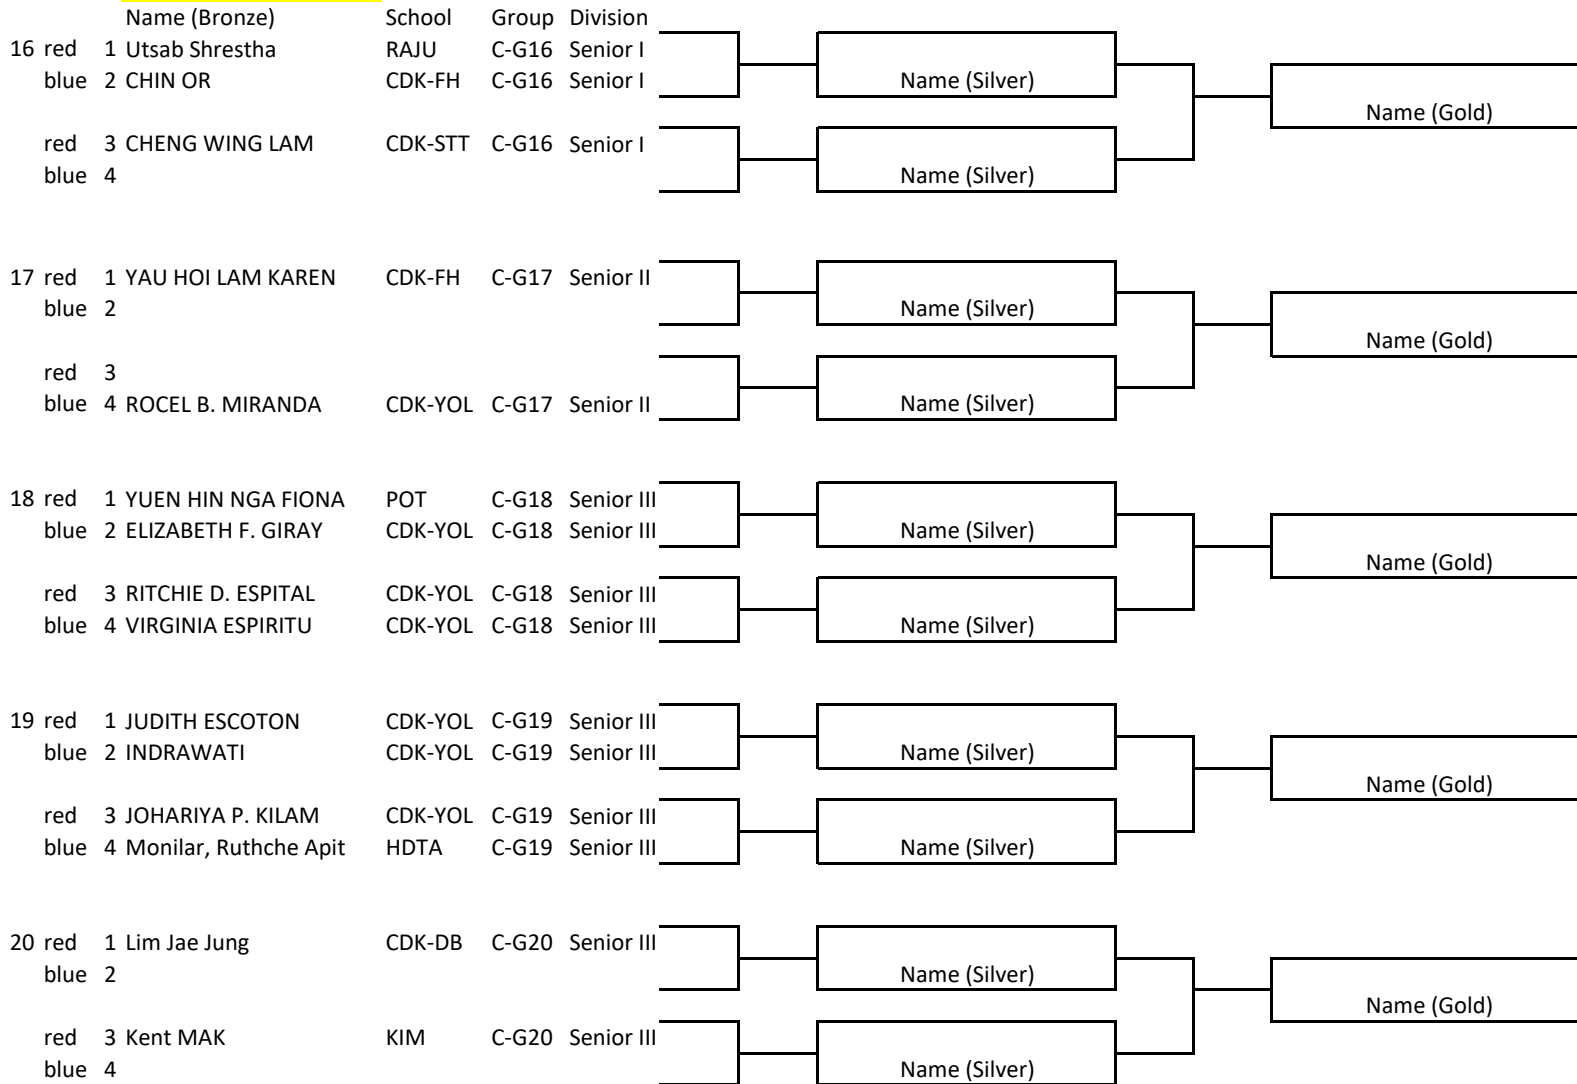 Name (Bronze) School Group Division
16 red 1 Utsab Shrestha RAJU C-G16 Senior I
blue 2 CHIN OR CDK-FH C-G16 Senior I Name (Silver)
Name (Gold)
red 3 CHENG WING LAM CDK-STT C-G16 Senior I
blue 4 Name (Silver)
17 red 1 YAU HOI LAM KAREN CDK-FH C-G17 Senior II
blue 2 Name (Silver)
Name (Gold)
red 3
blue 4 ROCEL B. MIRANDA CDK-YOL C-G17 Senior II Name (Silver)
18 red 1 YUEN HIN NGA FIONA POT C-G18 Senior III
blue 2 ELIZABETH F. GIRAY CDK-YOL C-G18 Senior III Name (Silver)
Name (Gold)
red 3 RITCHIE D. ESPITAL CDK-YOL C-G18 Senior III
blue 4 VIRGINIA ESPIRITU CDK-YOL C-G18 Senior III Name (Silver)
19 red 1 JUDITH ESCOTON CDK-YOL C-G19 Senior III
blue 2 INDRAWATI CDK-YOL C-G19 Senior III Name (Silver)
Name (Gold)
red 3 JOHARIYA P. KILAM CDK-YOL C-G19 Senior III
blue 4 Monilar, Ruthche Apit HDTA C-G19 Senior III Name (Silver)
20 red 1 Lim Jae Jung CDK-DB C-G20 Senior III
blue 2 Name (Silver)
Name (Gold)
red 3 Kent MAK KIM C-G20 Senior III
blue 4 Name (Silver)